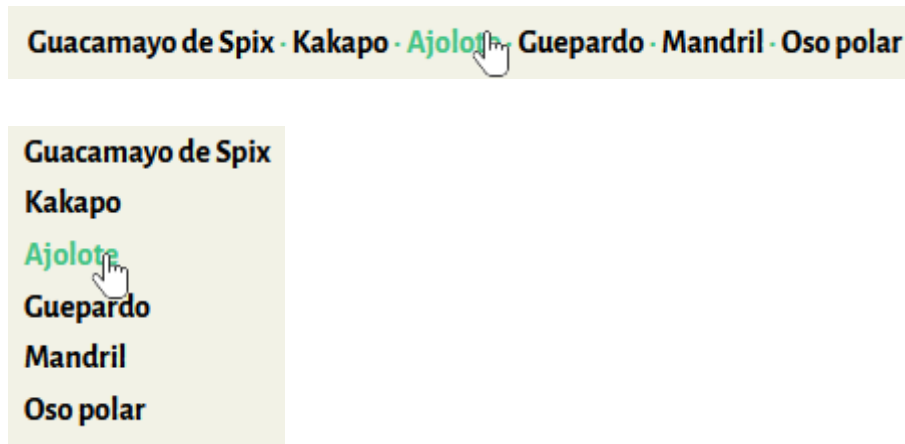 Guacamayo de Spix · Kakapo · Ajolote · Guepardo · Mandril · Oso polar
Guacamayo de Spix
Kakapo
Ajolote
Guepardo
Mandril
Oso polar